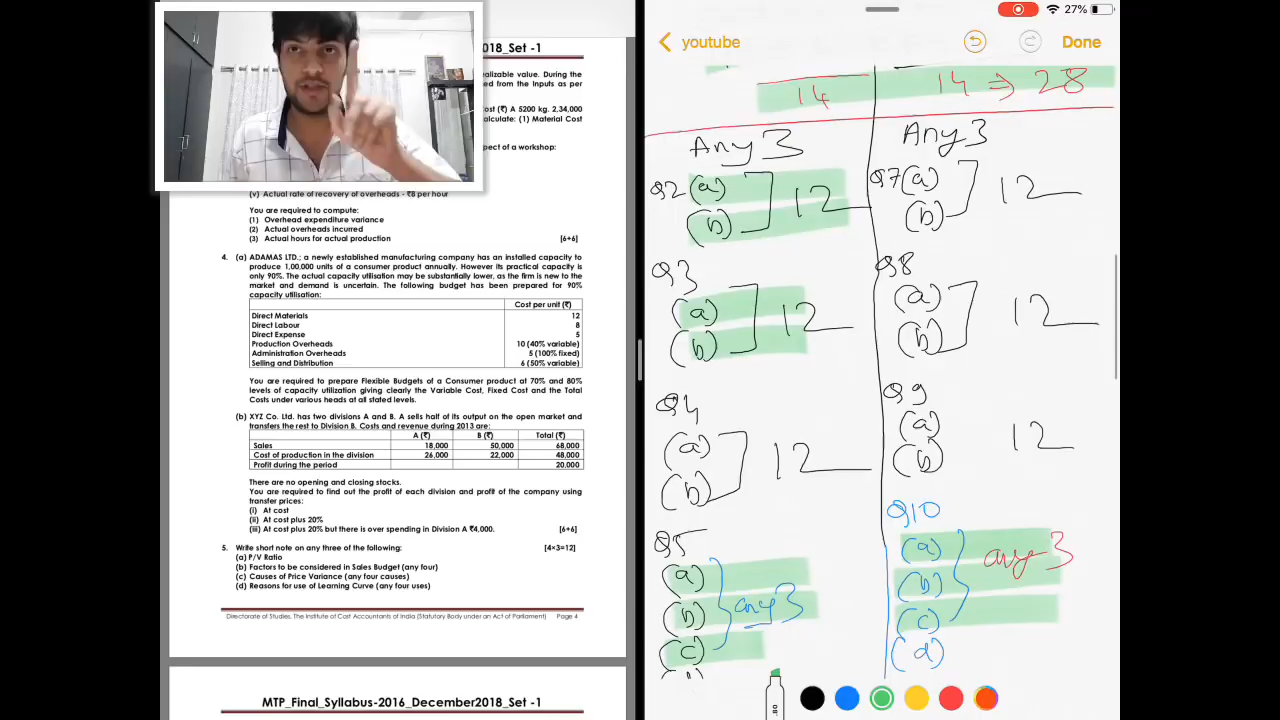 018_Set -1
ealizable value. During the
ed from the Inputs as per
ost (₹) A 5200 kg. 2,34,000
alculate: (1) Material Cost
pect of a workshop:
(v) Actual rate of recovery of overheads - ₹8 per hour
You are required to compute:
(1) Overhead expenditure variance
(2) Actual overheads incurred
(3) Actual hours for actual production [6+6]
4. (a) ADAMAS LTD.; a newly established manufacturing company has an installed capacity to
produce 1,00,000 units of a consumer product annually. However its practical capacity is
only 90%. The actual capacity utilisation may be substantially lower, as the firm is new to the
market and demand is uncertain. The following budget has been prepared for 90%
capacity utilisation:
Cost per unit (₹)
Direct Materials 12
Direct Labour 8
Direct Expense 5
Production Overheads 10 (40% variable)
Administration Overheads 5 (100% fixed)
Selling and Distribution 6 (50% variable)
You are required to prepare Flexible Budgets of a Consumer product at 70% and 80%
levels of capacity utilization giving clearly the Variable Cost, Fixed Cost and the Total
Costs under various heads at all stated levels.
(b) XYZ Co. Ltd. has two divisions A and B. A sells half of its output on the open market and
transfers the rest to Division B. Costs and revenue during 2013 are:
A (₹) B (₹) Total (₹)
Sales 18,000 50,000 68,000
Cost of production in the division 26,000 22,000 48,000
Profit during the period 20,000
There are no opening and closing stocks.
You are required to find out the profit of each division and profit of the company using
transfer prices:
(i) At cost
(ii) At cost plus 20%
(iii) At cost plus 20% but there is over spending in Division A ₹4,000. [6+6]
5. Write short note on any three of the following: [4×3=12]
(a) P/V Ratio
(b) Factors to be considered in Sales Budget (any four)
(c) Causes of Price Variance (any four causes)
(d) Reasons for use of Learning Curve (any four uses)
Directorate of Studies, The Institute of Cost Accountants of India (Statutory Body under an Act of Parliament) Page 4
MTP_Final_Syllabus-2016_December2018_Set -1
27%
youtube Done
14 14 → 28
Any 3 Any 3
Q2 (a) 12 Q7 (a) 12
(b) (b)
Q3 Q8
(a) 12 (a) 12
(b) (b)
Q4 Q9
(a) 12 (a) 12
(b) (b)
Q5 Q10
(a) (a) any 3
(b) any 3 (b)
(c) (c)
(d)
.80